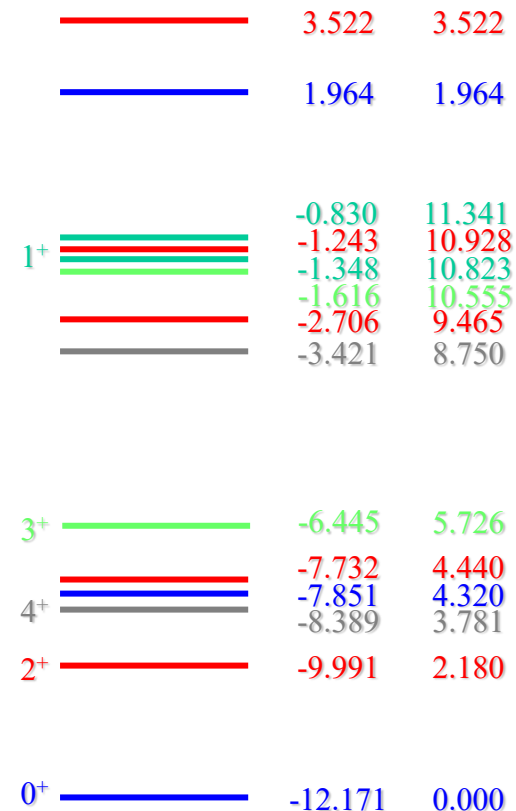 3.522 3.522
1.964 1.964
-0.830 11.341
-1.243 10.928
1⁺ -1.348 10.823
-1.616 10.555
-2.706 9.465
-3.421 8.750
3⁺ -6.445 5.726
-7.732 4.440
-7.851 4.320
4⁺ -8.389 3.781
2⁺ -9.991 2.180
0⁺ -12.171 0.000